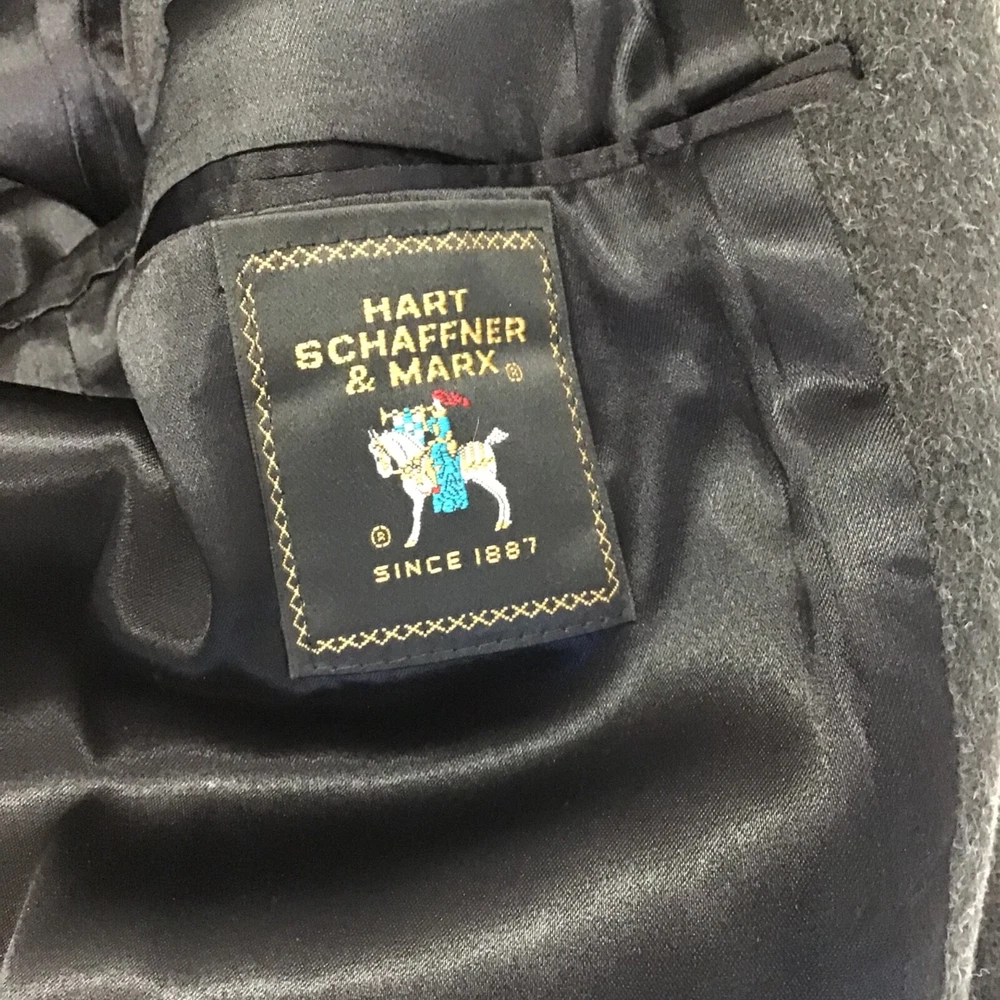 HART
SCHAFFNER
& MARX ®
®
SINCE 1887